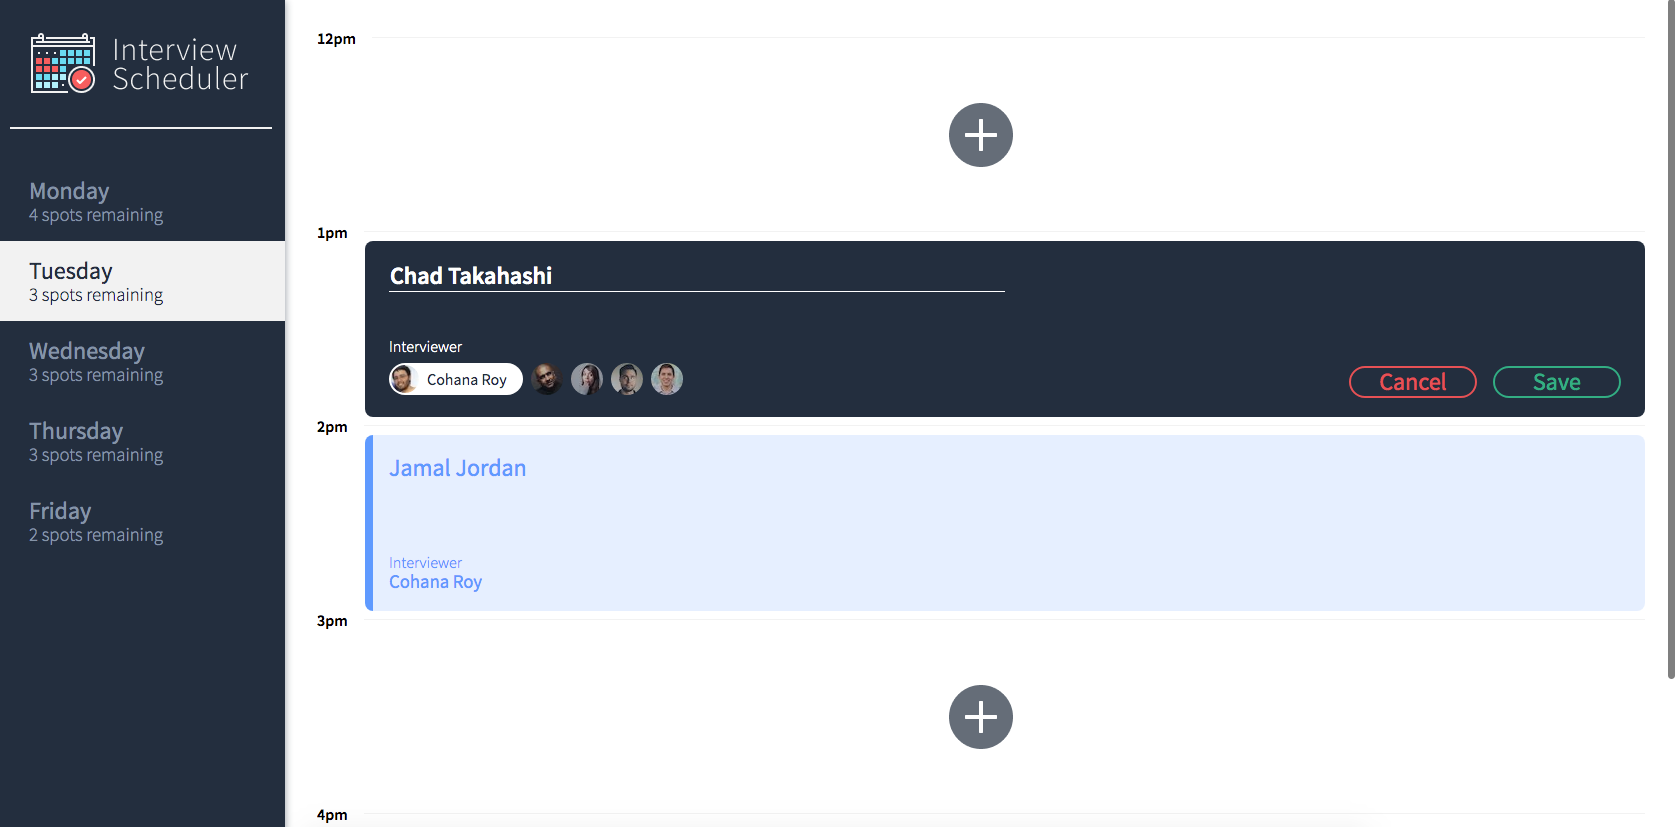 Interview
Scheduler
Monday
4 spots remaining
Tuesday
3 spots remaining
Wednesday
3 spots remaining
Thursday
3 spots remaining
Friday
2 spots remaining
12pm
1pm
Chad Takahashi
Interviewer
Cohana Roy
Cancel
Save
2pm
Jamal Jordan
Interviewer
Cohana Roy
3pm
4pm